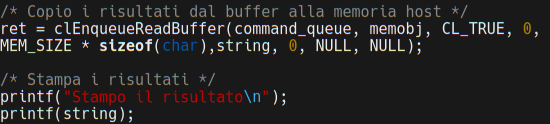 /* Copio i risultati dal buffer alla memoria host */
ret = clEnqueueReadBuffer(command_queue, memobj, CL_TRUE, 0,
MEM_SIZE * sizeof(char),string, 0, NULL, NULL);
/* Stampa i risultati */
printf("Stampo il risultato\n");
printf(string);